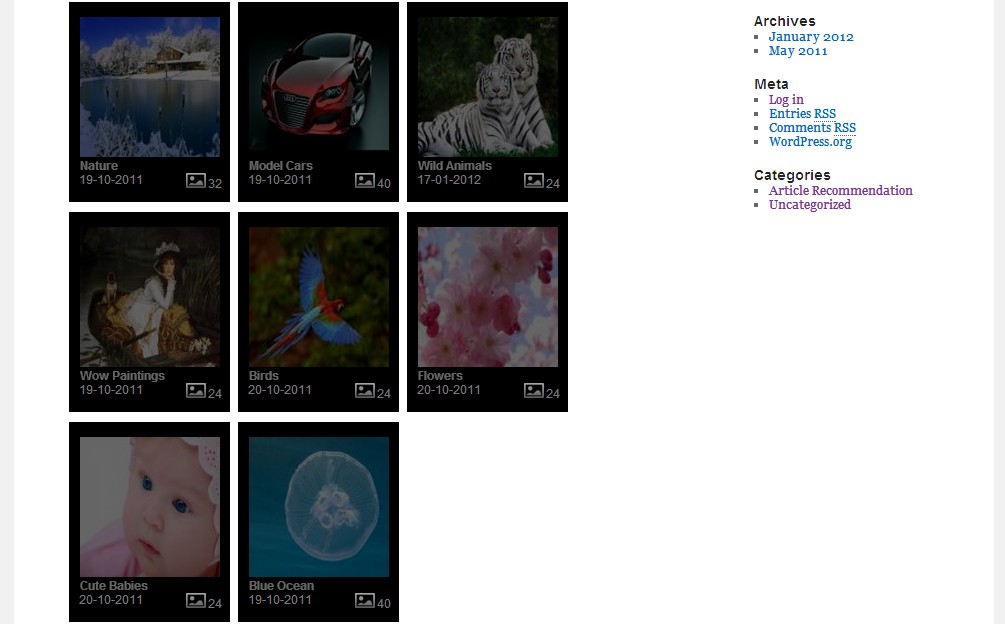 Nature
19-10-2011 32
Model Cars
19-10-2011 40
Wild Animals
17-01-2012 24
Wow Paintings
19-10-2011 24
Birds
20-10-2011 24
Flowers
20-10-2011 24
Cute Babies
20-10-2011 24
Blue Ocean
19-10-2011 40
Archives
January 2012
May 2011
Meta
Log in
Entries RSS
Comments RSS
WordPress.org
Categories
Article Recommendation
Uncategorized